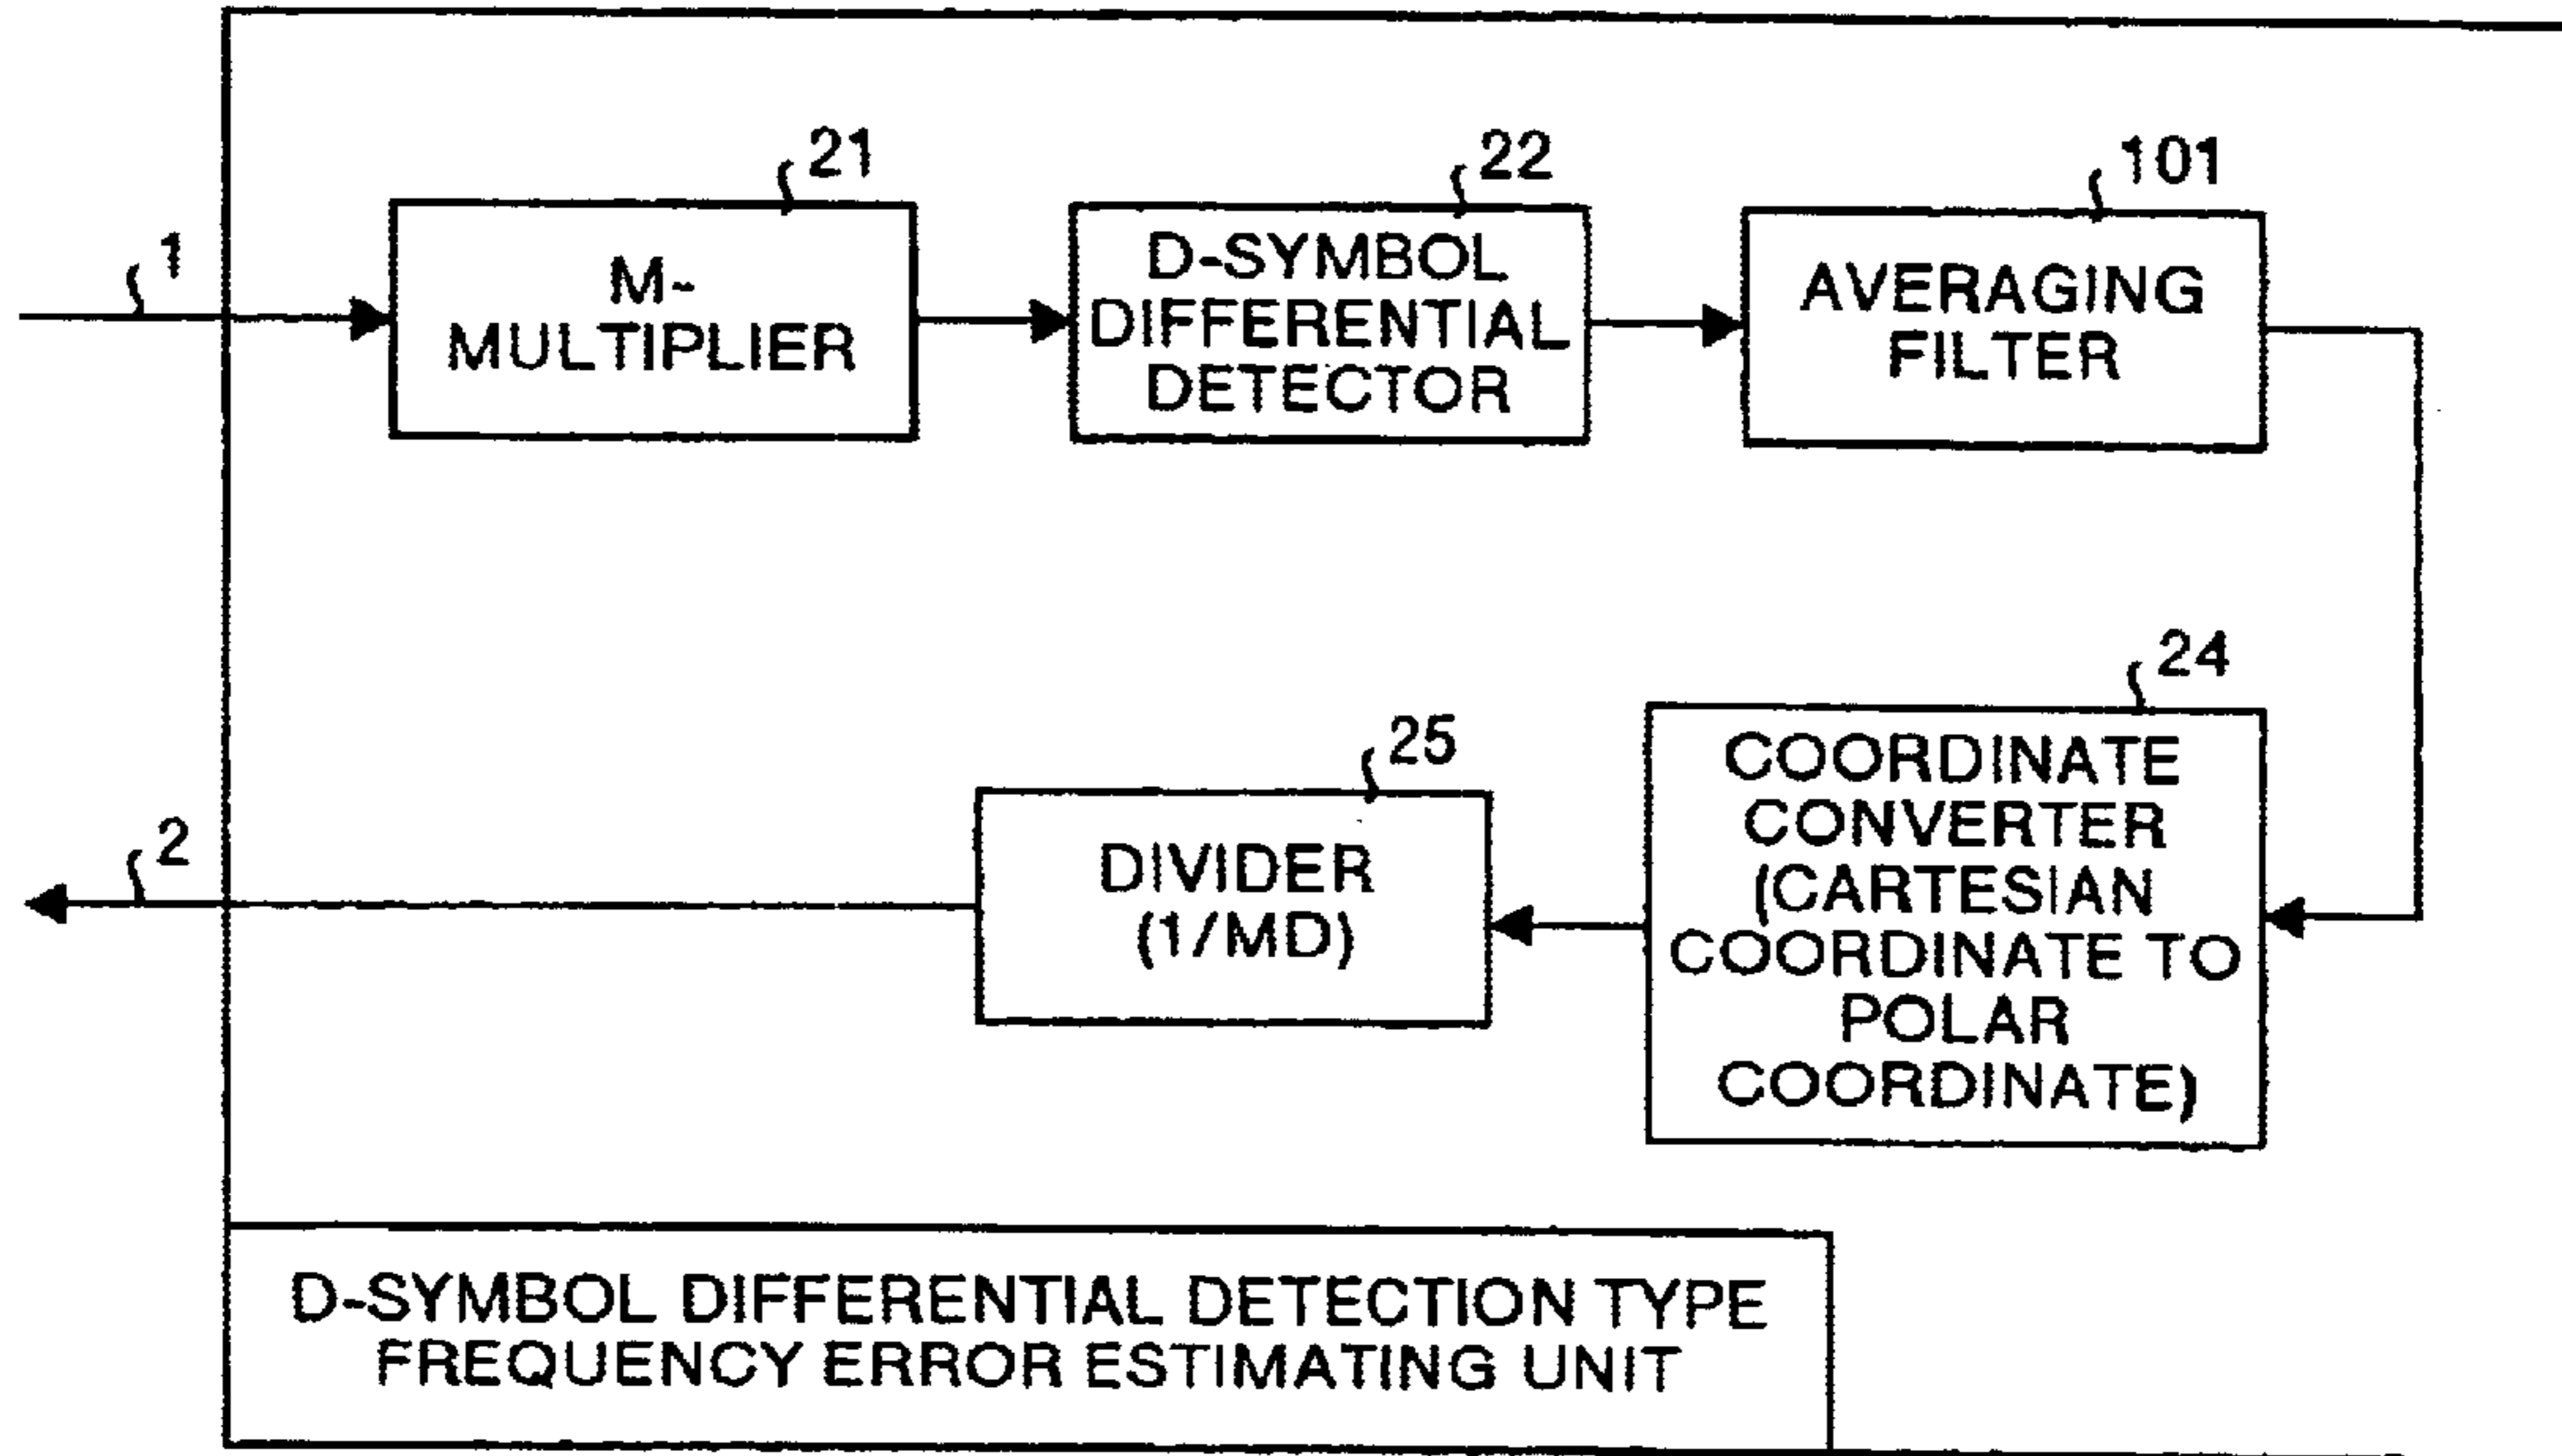 21
22
101
1
M-
MULTIPLIER
D-SYMBOL
DIFFERENTIAL
DETECTOR
AVERAGING
FILTER
24
25
2
DIVIDER
(1/MD)
COORDINATE
CONVERTER
(CARTESIAN
COORDINATE TO
POLAR
COORDINATE)
D-SYMBOL DIFFERENTIAL DETECTION TYPE
FREQUENCY ERROR ESTIMATING UNIT